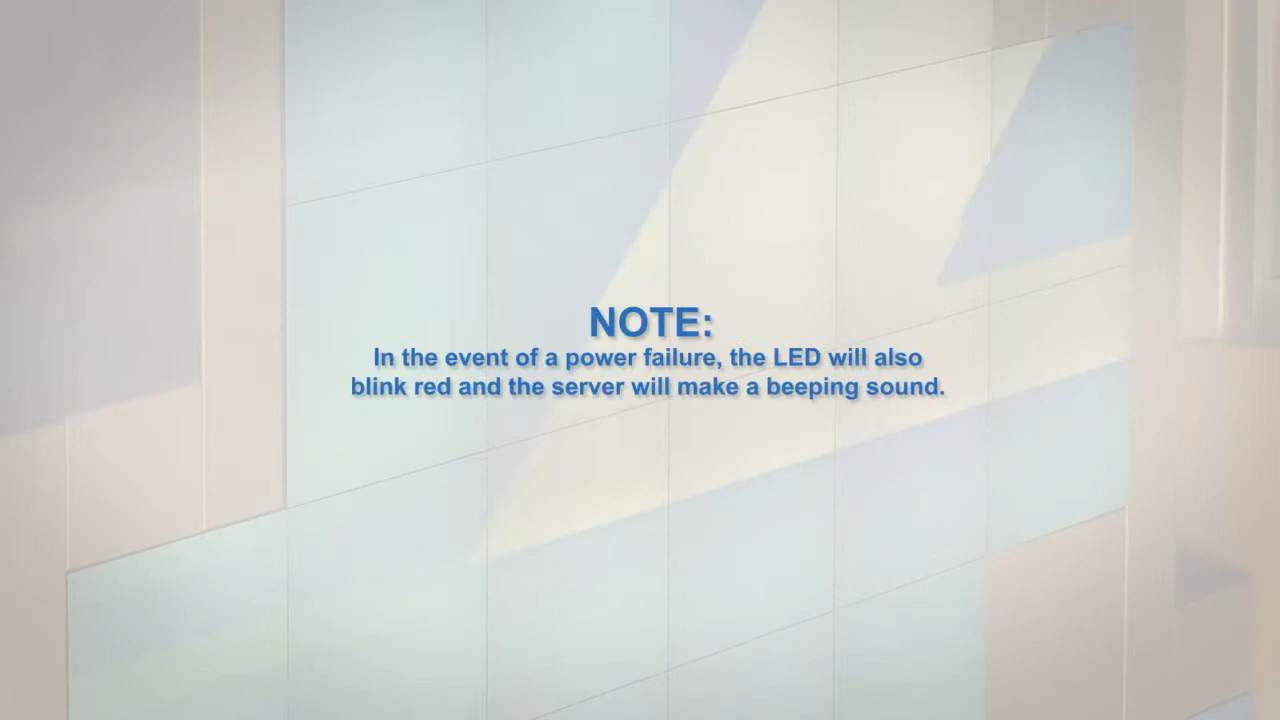 NOTE:
In the event of a power failure, the LED will also
blink red and the server will make a beeping sound.